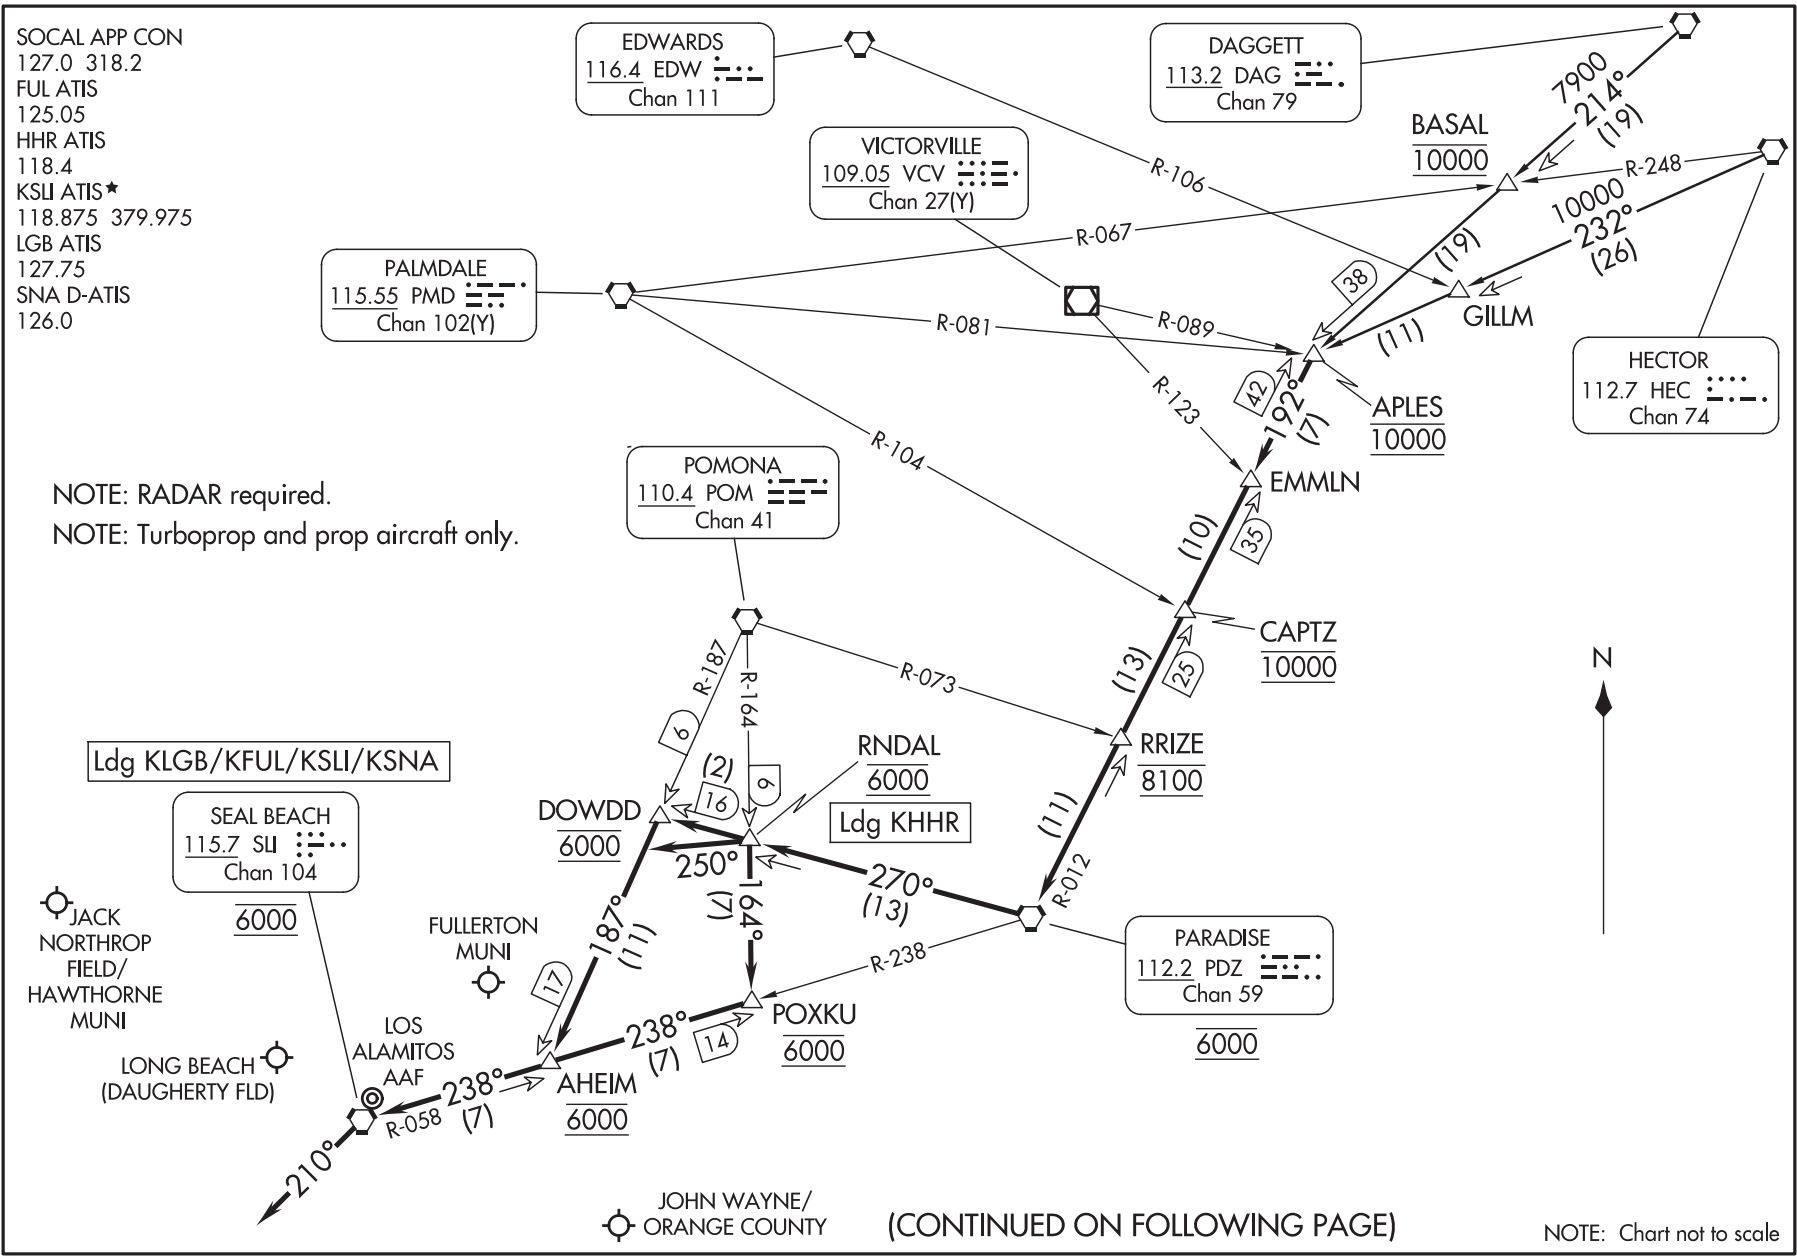 SOCAL APP CON
127.0 318.2
FUL ATIS
125.05
HHR ATIS
118.4
KSLI ATIS★
118.875 379.975
LGB ATIS
127.75
SNA D-ATIS
126.0
EDWARDS
116.4 EDW
Chan 111
DAGGETT
113.2 DAG
Chan 79
7900
214°
(19)
BASAL
10000
VICTORVILLE
109.05 VCV
Chan 27(Y)
R-106
R-248
10000
232°
(26)
R-067
(19)
PALMDALE
115.55 PMD
Chan 102(Y)
38
GILLM
R-081
R-089
(11)
HECTOR
112.7 HEC
Chan 74
R-123
42
192°
(7)
APLES
10000
R-104
EMMLN
POMONA
110.4 POM
Chan 41
NOTE: RADAR required.
NOTE: Turboprop and prop aircraft only.
(10)
35
CAPTZ
10000
N
R-187
R-164
R-073
(13)
25
6
Ldg KLGB/KFUL/KSLI/KSNA
(2)
16
9
RNDAL
6000
RRIZE
8100
SEAL BEACH
115.7 SLI
Chan 104
6000
DOWDD
6000
Ldg KHHR
(11)
250°
270°
(13)
R-012
164°
(7)
187°
(11)
JACK
NORTHROP
FIELD/
HAWTHORNE
MUNI
FULLERTON
MUNI
PARADISE
112.2 PDZ
Chan 59
6000
R-238
17
238°
(7)
14
POXKU
6000
LOS
ALAMITOS
AAF
LONG BEACH
(DAUGHERTY FLD)
AHEIM
6000
238°
(7)
R-058
210°
JOHN WAYNE/
ORANGE COUNTY
(CONTINUED ON FOLLOWING PAGE)
NOTE: Chart not to scale